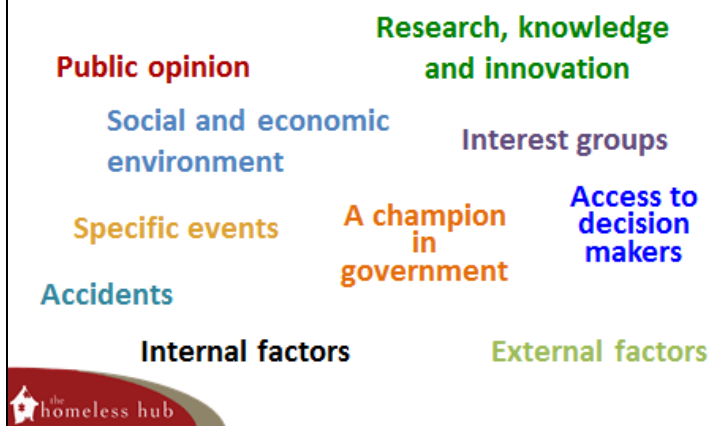 Research, knowledge
and innovation
Public opinion
Social and economic
environment
Interest groups
Access to
decision
makers
A champion
in
government
Specific events
Accidents
Internal factors
External factors
the
homeless hub